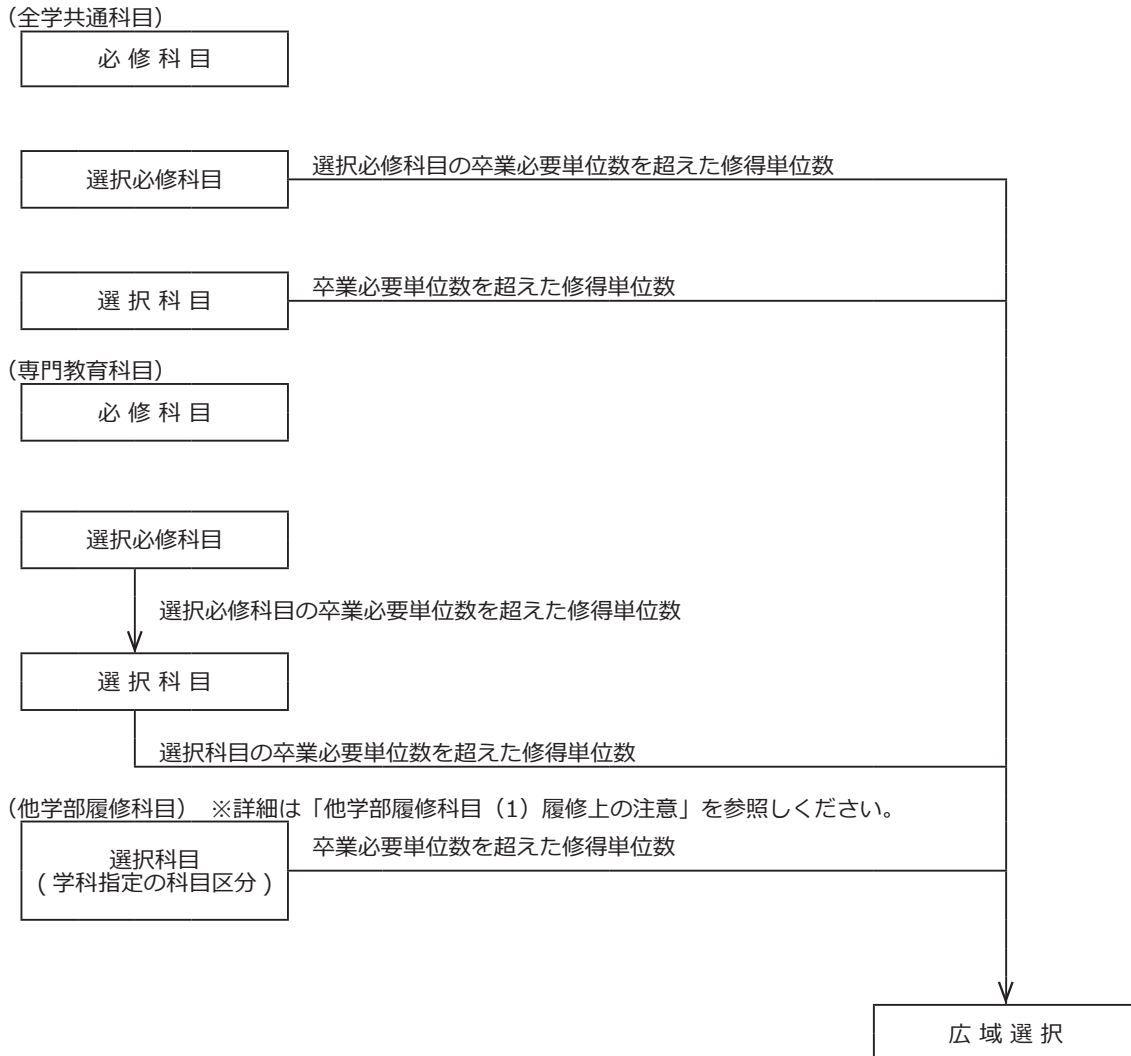 （全学共通科目）
必 修 科 目
選択必修科目
選択必修科目の卒業必要単位数を超えた修得単位数
選 択 科 目
卒業必要単位数を超えた修得単位数
（専門教育科目）
必 修 科 目
選択必修科目
選択必修科目の卒業必要単位数を超えた修得単位数
選 択 科 目
選択科目の卒業必要単位数を超えた修得単位数
（他学部履修科目） ※詳細は「他学部履修科目（1）履修上の注意」を参照しください。
選択科目
( 学科指定の科目区分 )
卒業必要単位数を超えた修得単位数
広 域 選 択